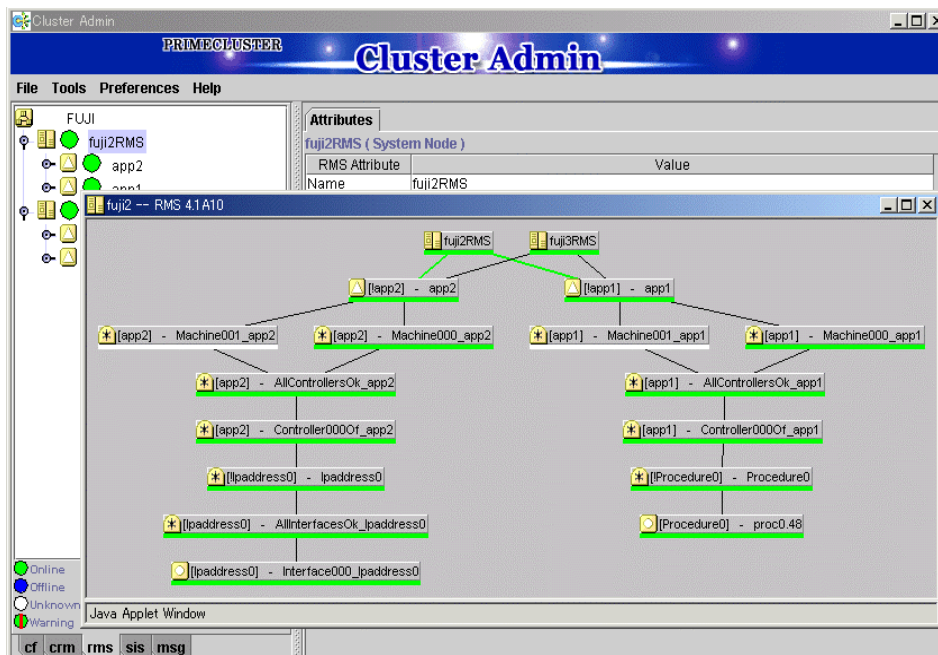 Cluster Admin
PRIMECLUSTER
Cluster Admin
File Tools Preferences Help
FUJI
fuji2RMS
app2
Attributes
fuji2RMS ( System Node )
RMS Attribute Value
Name fuji2RMS
fuji2 -- RMS 4.1A10
fuji2RMS fuji3RMS
[!app2] - app2 [!app1] - app1
[app2] - Machine001_app2 [app2] - Machine000_app2 [app1] - Machine001_app1 [app1] - Machine000_app1
[app2] - AllControllersOk_app2 [app1] - AllControllersOk_app1
[app2] - Controller000Of_app2 [app1] - Controller000Of_app1
[!Ipaddress0] - Ipaddress0 [!Procedure0] - Procedure0
[Ipaddress0] - AllInterfacesOk_Ipaddress0 [Procedure0] - proc0.48
[Ipaddress0] - Interface000_Ipaddress0
Online
Offline
Unknown
Warning
Java Applet Window
cf crm rms sis msg